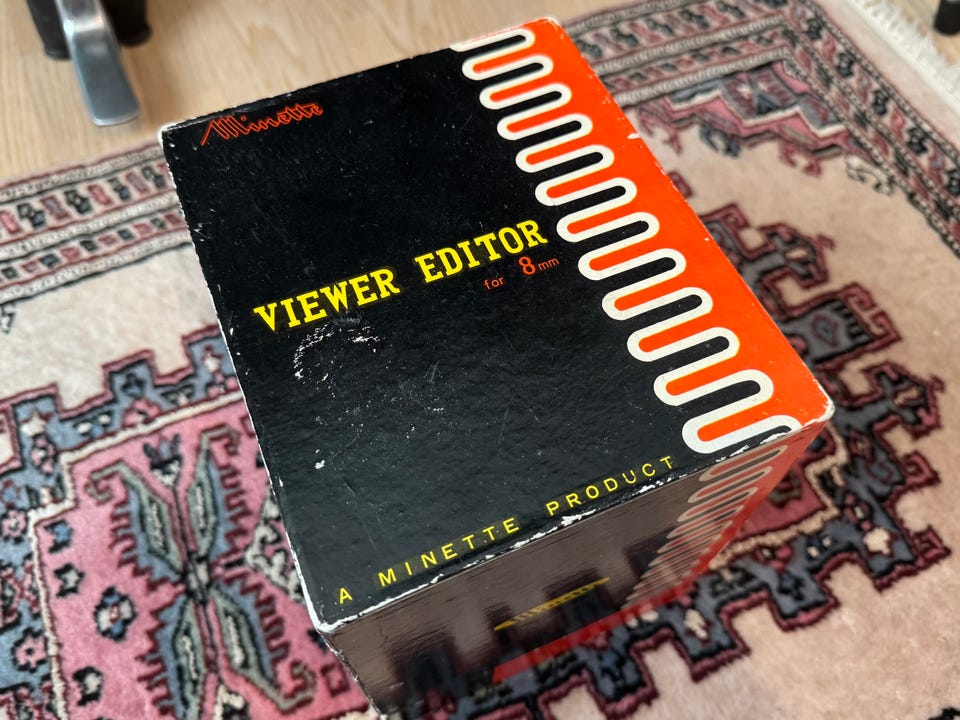 Minette
VIEWER EDITOR
for 8mm
A MINETTE PRODUCT